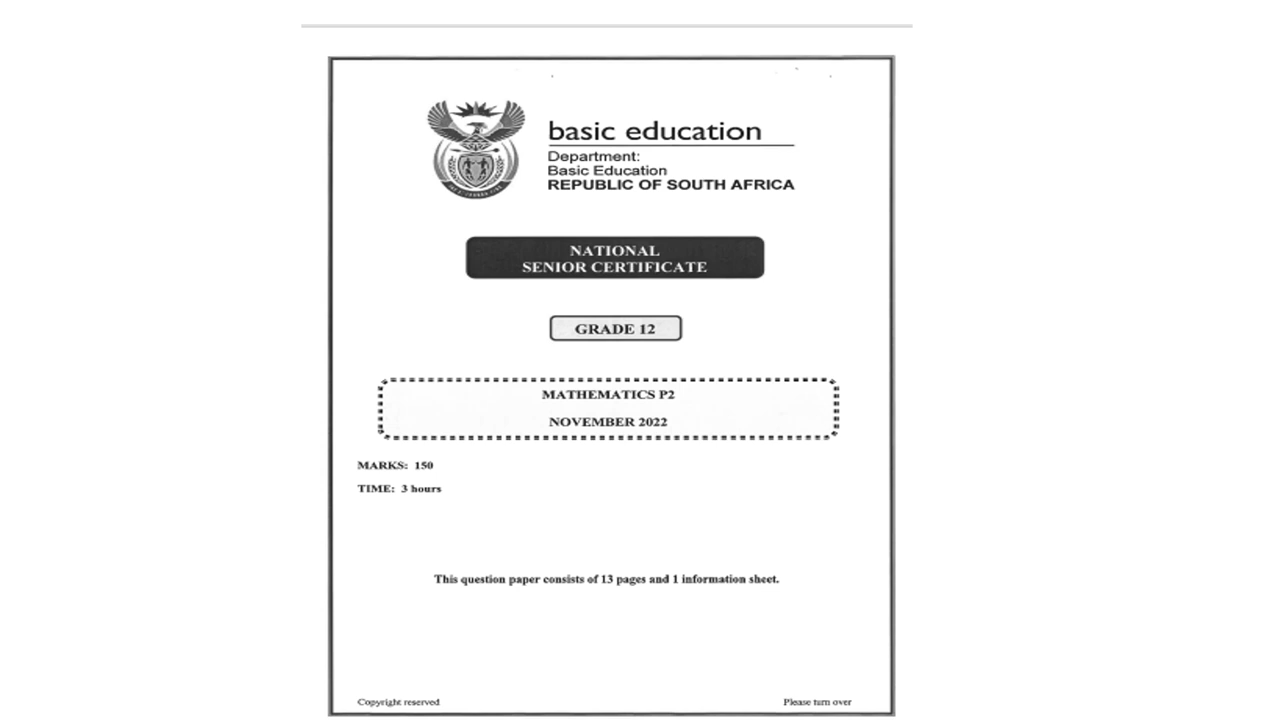 basic education
Department:
Basic Education
REPUBLIC OF SOUTH AFRICA
NATIONAL
SENIOR CERTIFICATE
GRADE 12
MATHEMATICS P2
NOVEMBER 2022
MARKS: 150
TIME: 3 hours
This question paper consists of 13 pages and 1 information sheet.
Copyright reserved
Please turn over